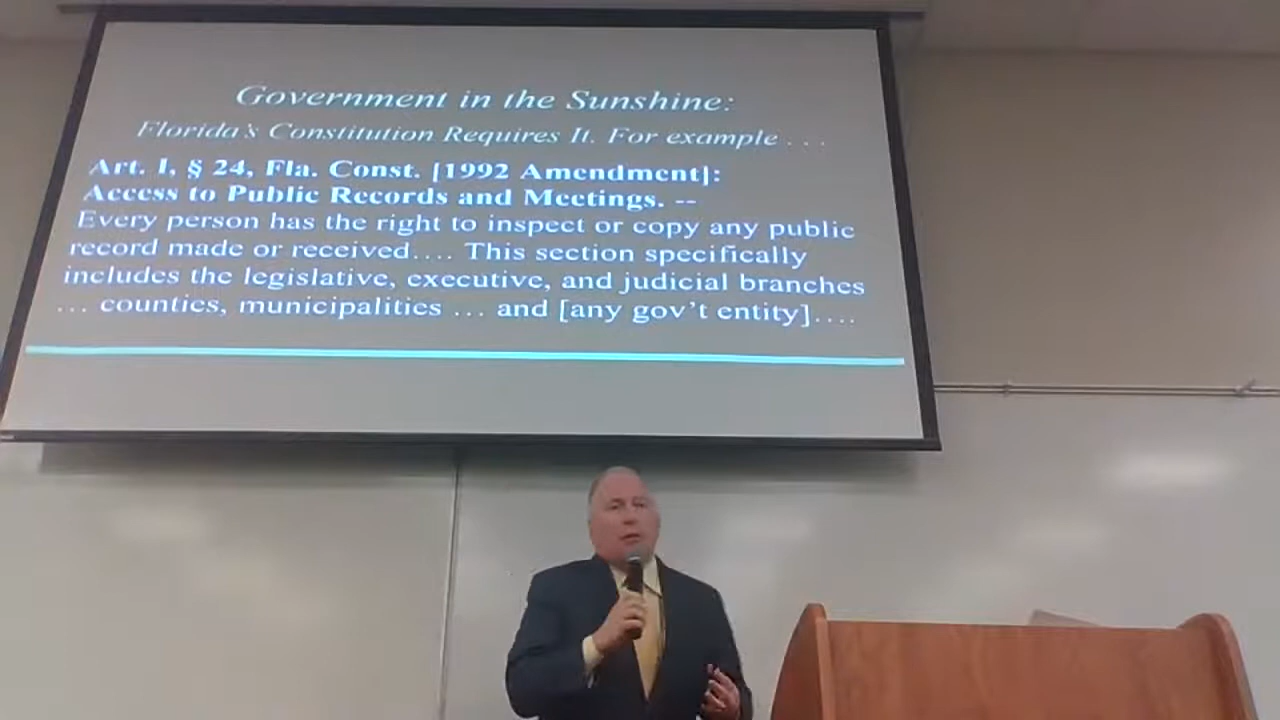 Government in the Sunshine:
Florida's Constitution Requires It. For example . . .
Art. I, § 24, Fla. Const. [1992 Amendment]:
Access to Public Records and Meetings. --
Every person has the right to inspect or copy any public
record made or received…. This section specifically
includes the legislative, executive, and judicial branches
… counties, municipalities … and [any gov't entity]….